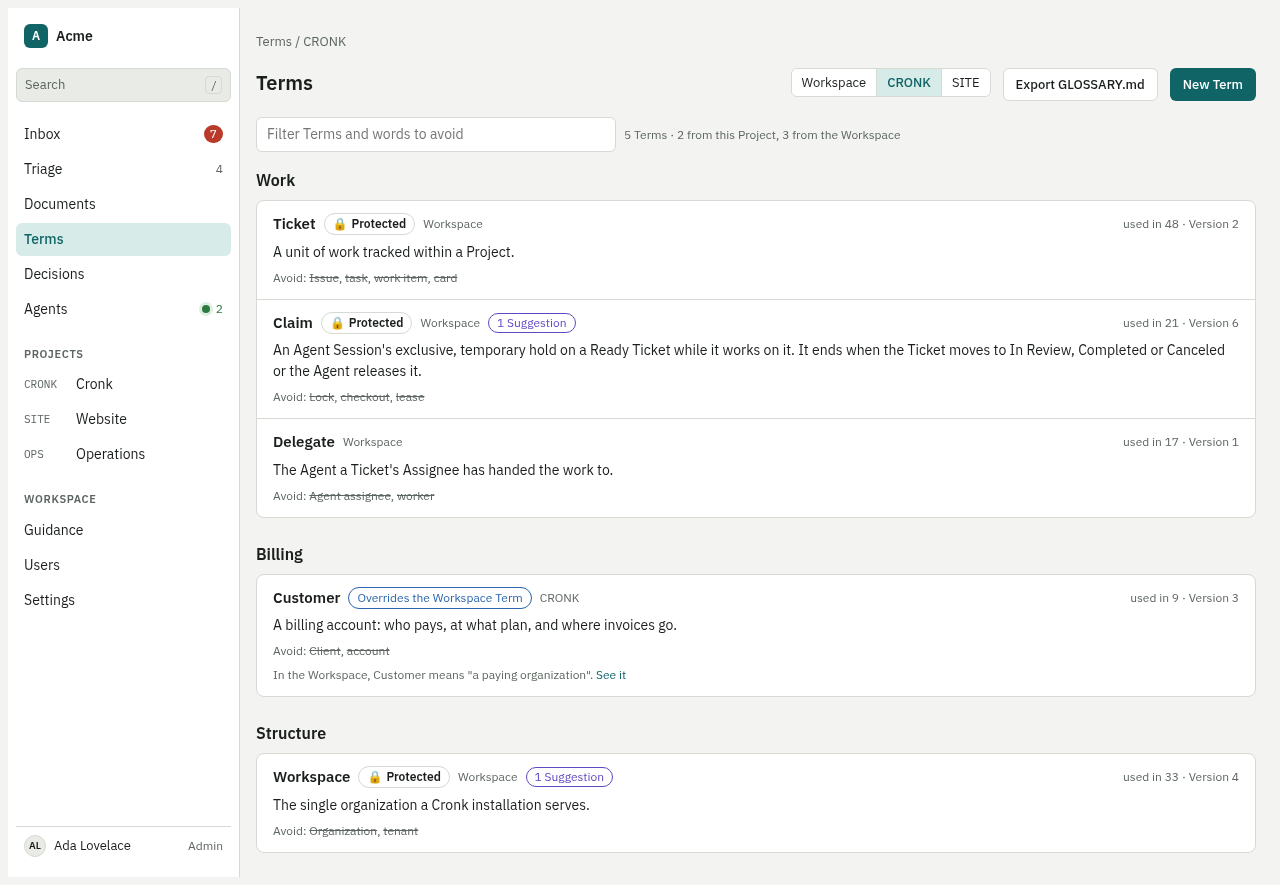 A Acme
Search /
Inbox 7
Triage 4
Documents
Terms
Decisions
Agents 2
PROJECTS
CRONK Cronk
SITE Website
OPS Operations
WORKSPACE
Guidance
Users
Settings
AL Ada Lovelace Admin
Terms / CRONK
Terms
Workspace CRONK SITE Export GLOSSARY.md New Term
Filter Terms and words to avoid 5 Terms · 2 from this Project, 3 from the Workspace
Work
Ticket 🔒 Protected Workspace used in 48 · Version 2
A unit of work tracked within a Project.
Avoid: Issue, task, work item, card
Claim 🔒 Protected Workspace 1 Suggestion used in 21 · Version 6
An Agent Session's exclusive, temporary hold on a Ready Ticket while it works on it. It ends when the Ticket moves to In Review, Completed or Canceled
or the Agent releases it.
Avoid: Lock, checkout, lease
Delegate Workspace used in 17 · Version 1
The Agent a Ticket's Assignee has handed the work to.
Avoid: Agent assignee, worker
Billing
Customer Overrides the Workspace Term CRONK used in 9 · Version 3
A billing account: who pays, at what plan, and where invoices go.
Avoid: Client, account
In the Workspace, Customer means "a paying organization". See it
Structure
Workspace 🔒 Protected Workspace 1 Suggestion used in 33 · Version 4
The single organization a Cronk installation serves.
Avoid: Organization, tenant